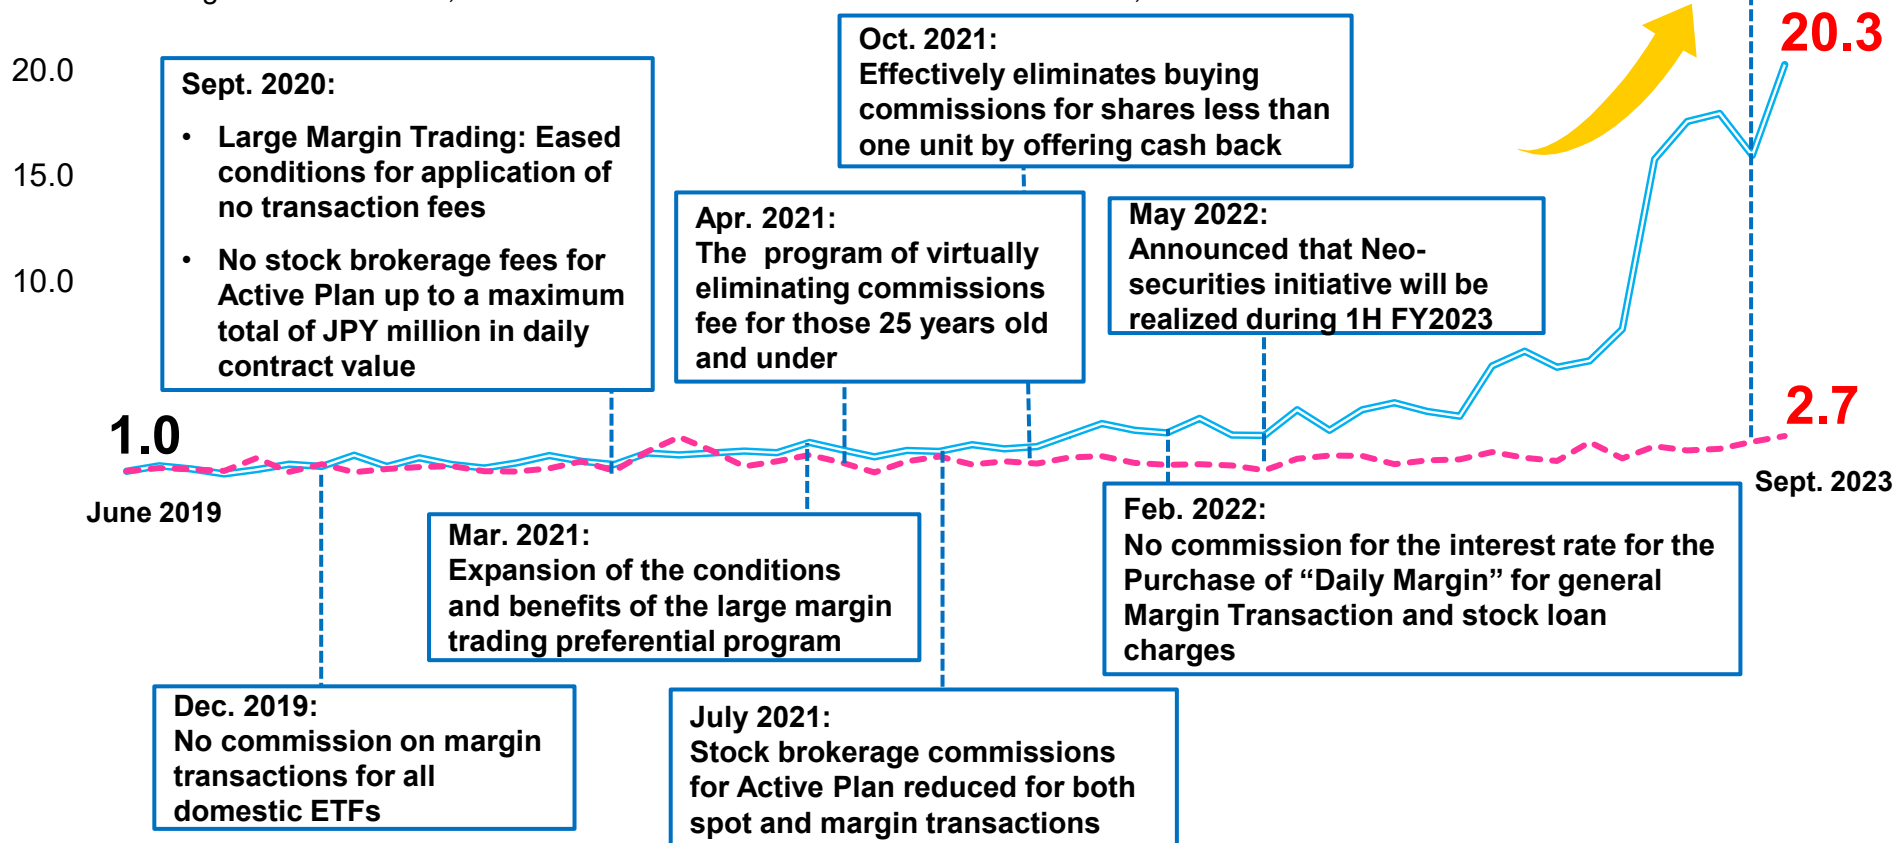 20.3
20.0
15.0
10.0
Sept. 2020:
• Large Margin Trading: Eased
conditions for application of
no transaction fees
• No stock brokerage fees for
Active Plan up to a maximum
total of JPY million in daily
contract value
Oct. 2021:
Effectively eliminates buying
commissions for shares less than
one unit by offering cash back
Apr. 2021:
The program of virtually
eliminating commissions
fee for those 25 years old
and under
May 2022:
Announced that Neo-
securities initiative will be
realized during 1H FY2023
1.0
2.7
June 2019
Sept. 2023
Mar. 2021:
Expansion of the conditions
and benefits of the large margin
trading preferential program
Feb. 2022:
No commission for the interest rate for the
Purchase of “Daily Margin” for general
Margin Transaction and stock loan
charges
Dec. 2019:
No commission on margin
transactions for all
domestic ETFs
July 2021:
Stock brokerage commissions
for Active Plan reduced for both
spot and margin transactions